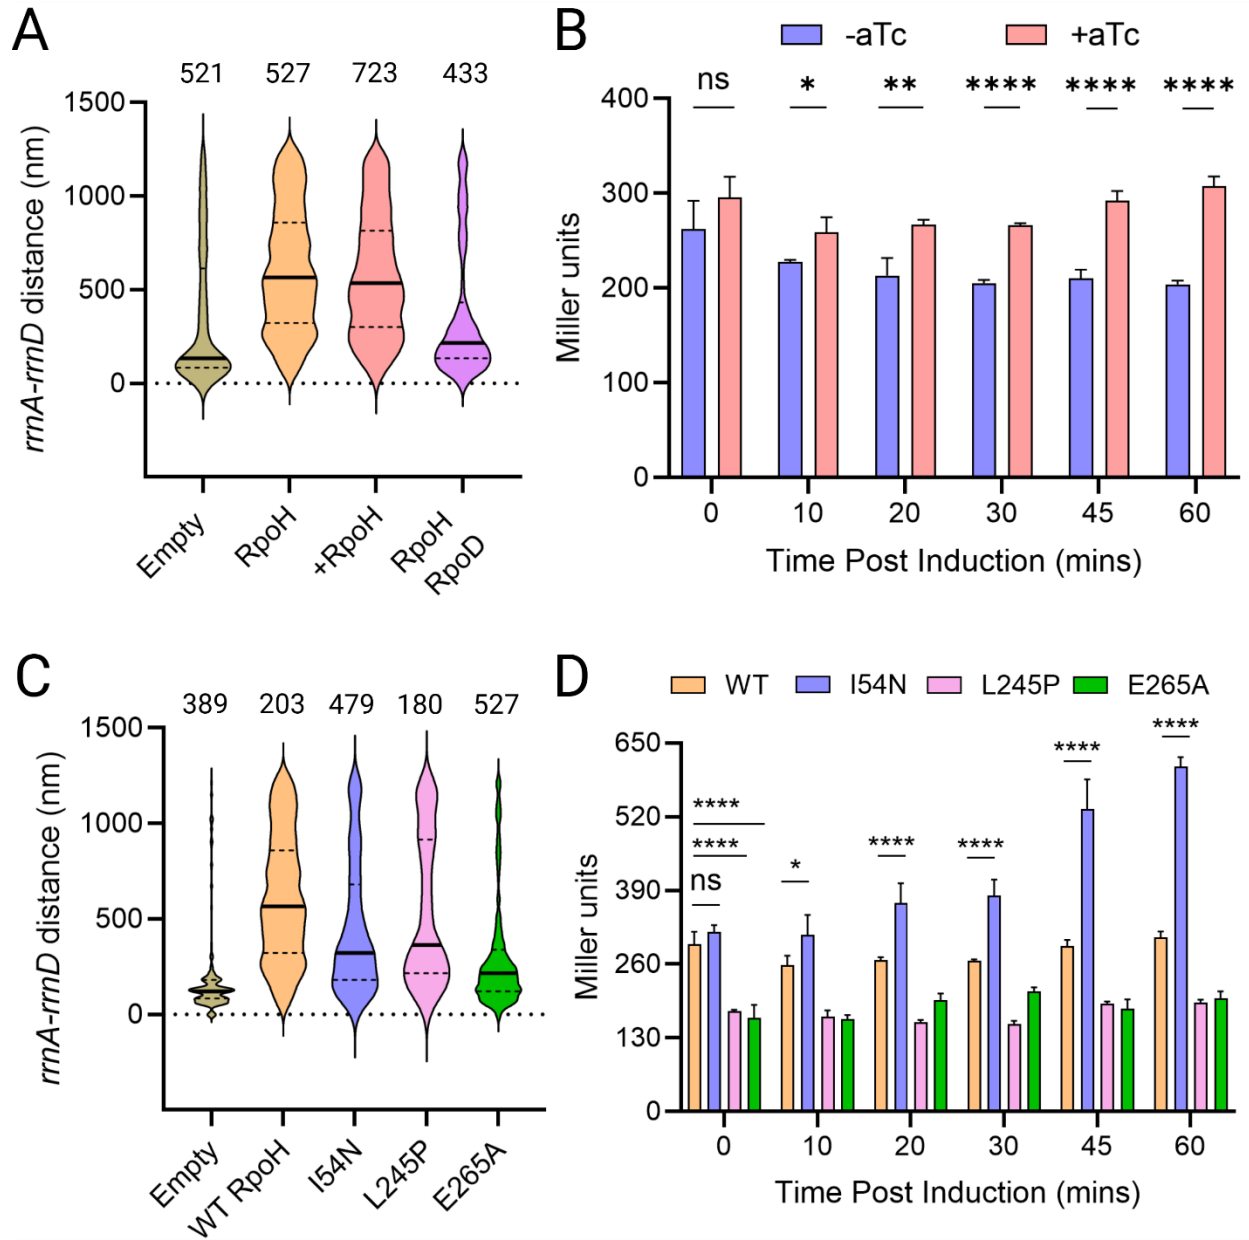 A
521 527 723 433
rrnA-rrnD distance (nm)
1500
1000
500
0
Empty
RpoH
+RpoH
RpoH
RpoD
B
-aTc +aTc
ns * ** **** **** ****
Miller units
400
300
200
100
0
0 10 20 30 45 60
Time Post Induction (mins)
C
389 203 479 180 527
rrnA-rrnD distance (nm)
1500
1000
500
0
Empty
WT RpoH
I54N
L245P
E265A
D
WT I54N L245P E265A
****
****
ns
*
****
****
****
****
Miller units
650
520
390
260
130
0
0 10 20 30 45 60
Time Post Induction (mins)